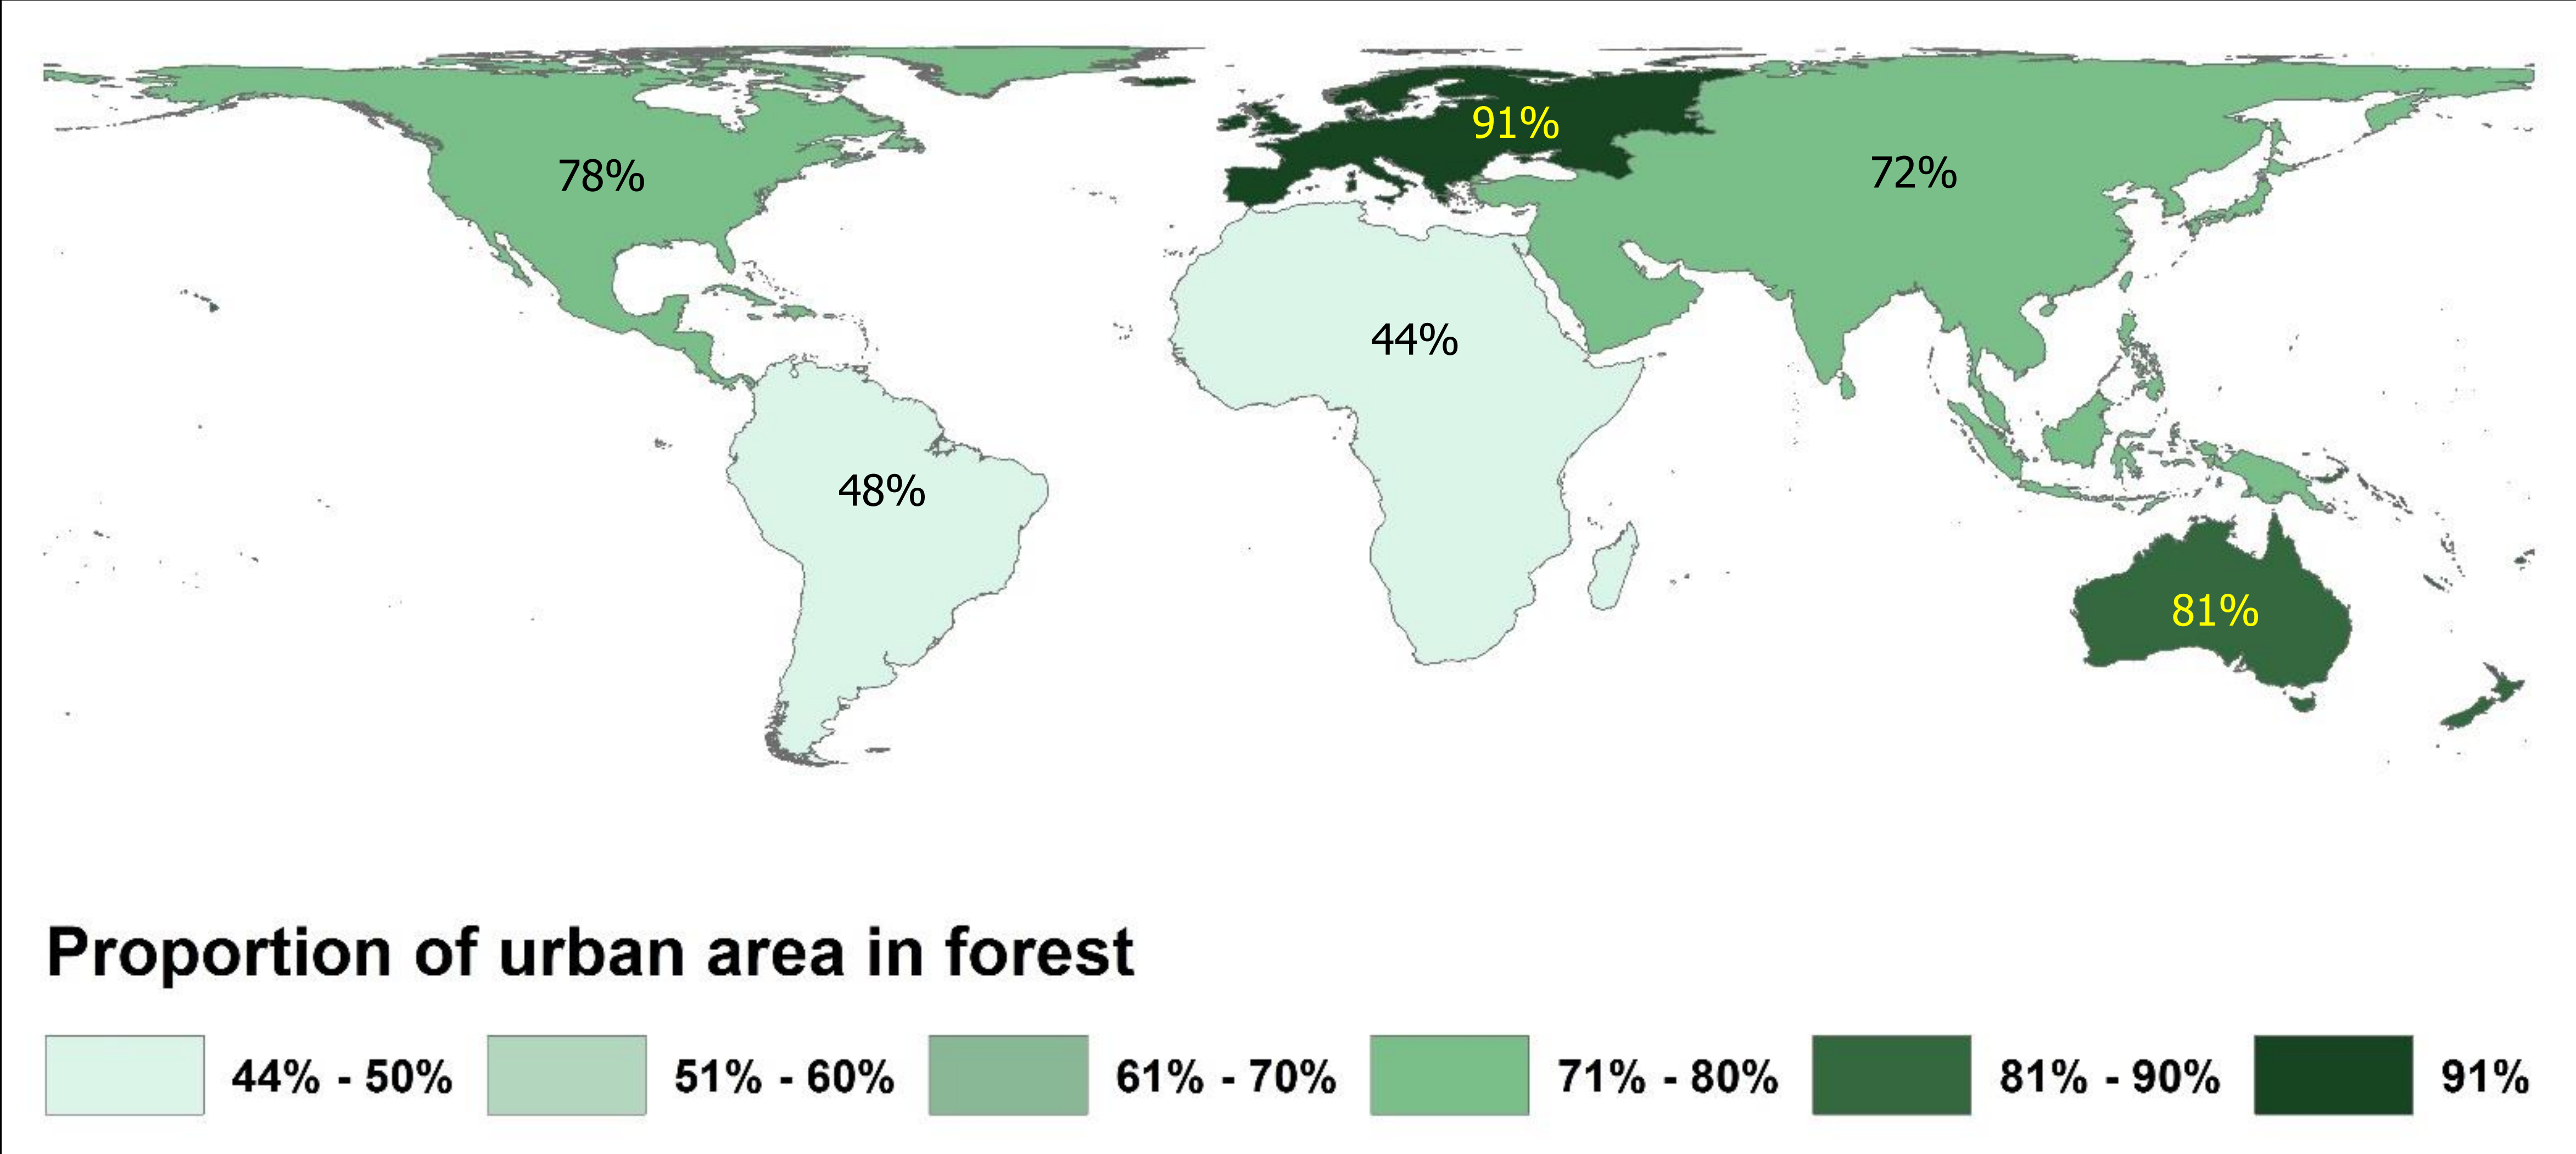 91%
78%
72%
44%
48%
81%
Proportion of urban area in forest
44% - 50%
51% - 60%
61% - 70%
71% - 80%
81% - 90%
91%